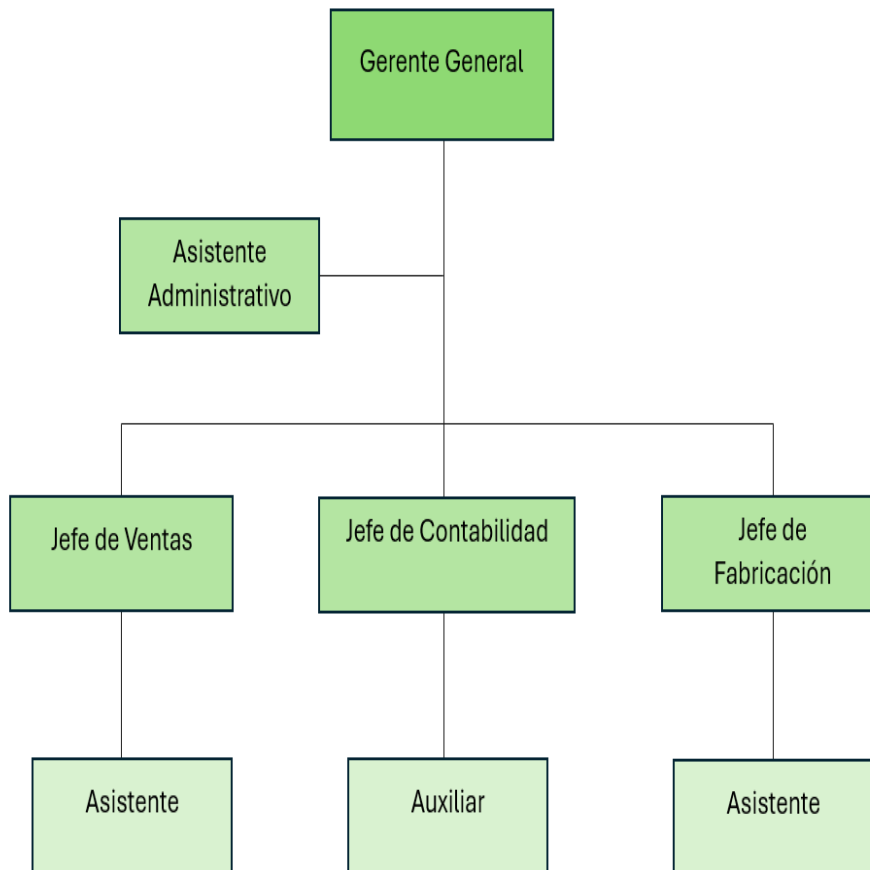 Gerente General
Asistente
Administrativo
Jefe de Ventas
Jefe de Contabilidad
Jefe de
Fabricación
Asistente
Auxiliar
Asistente